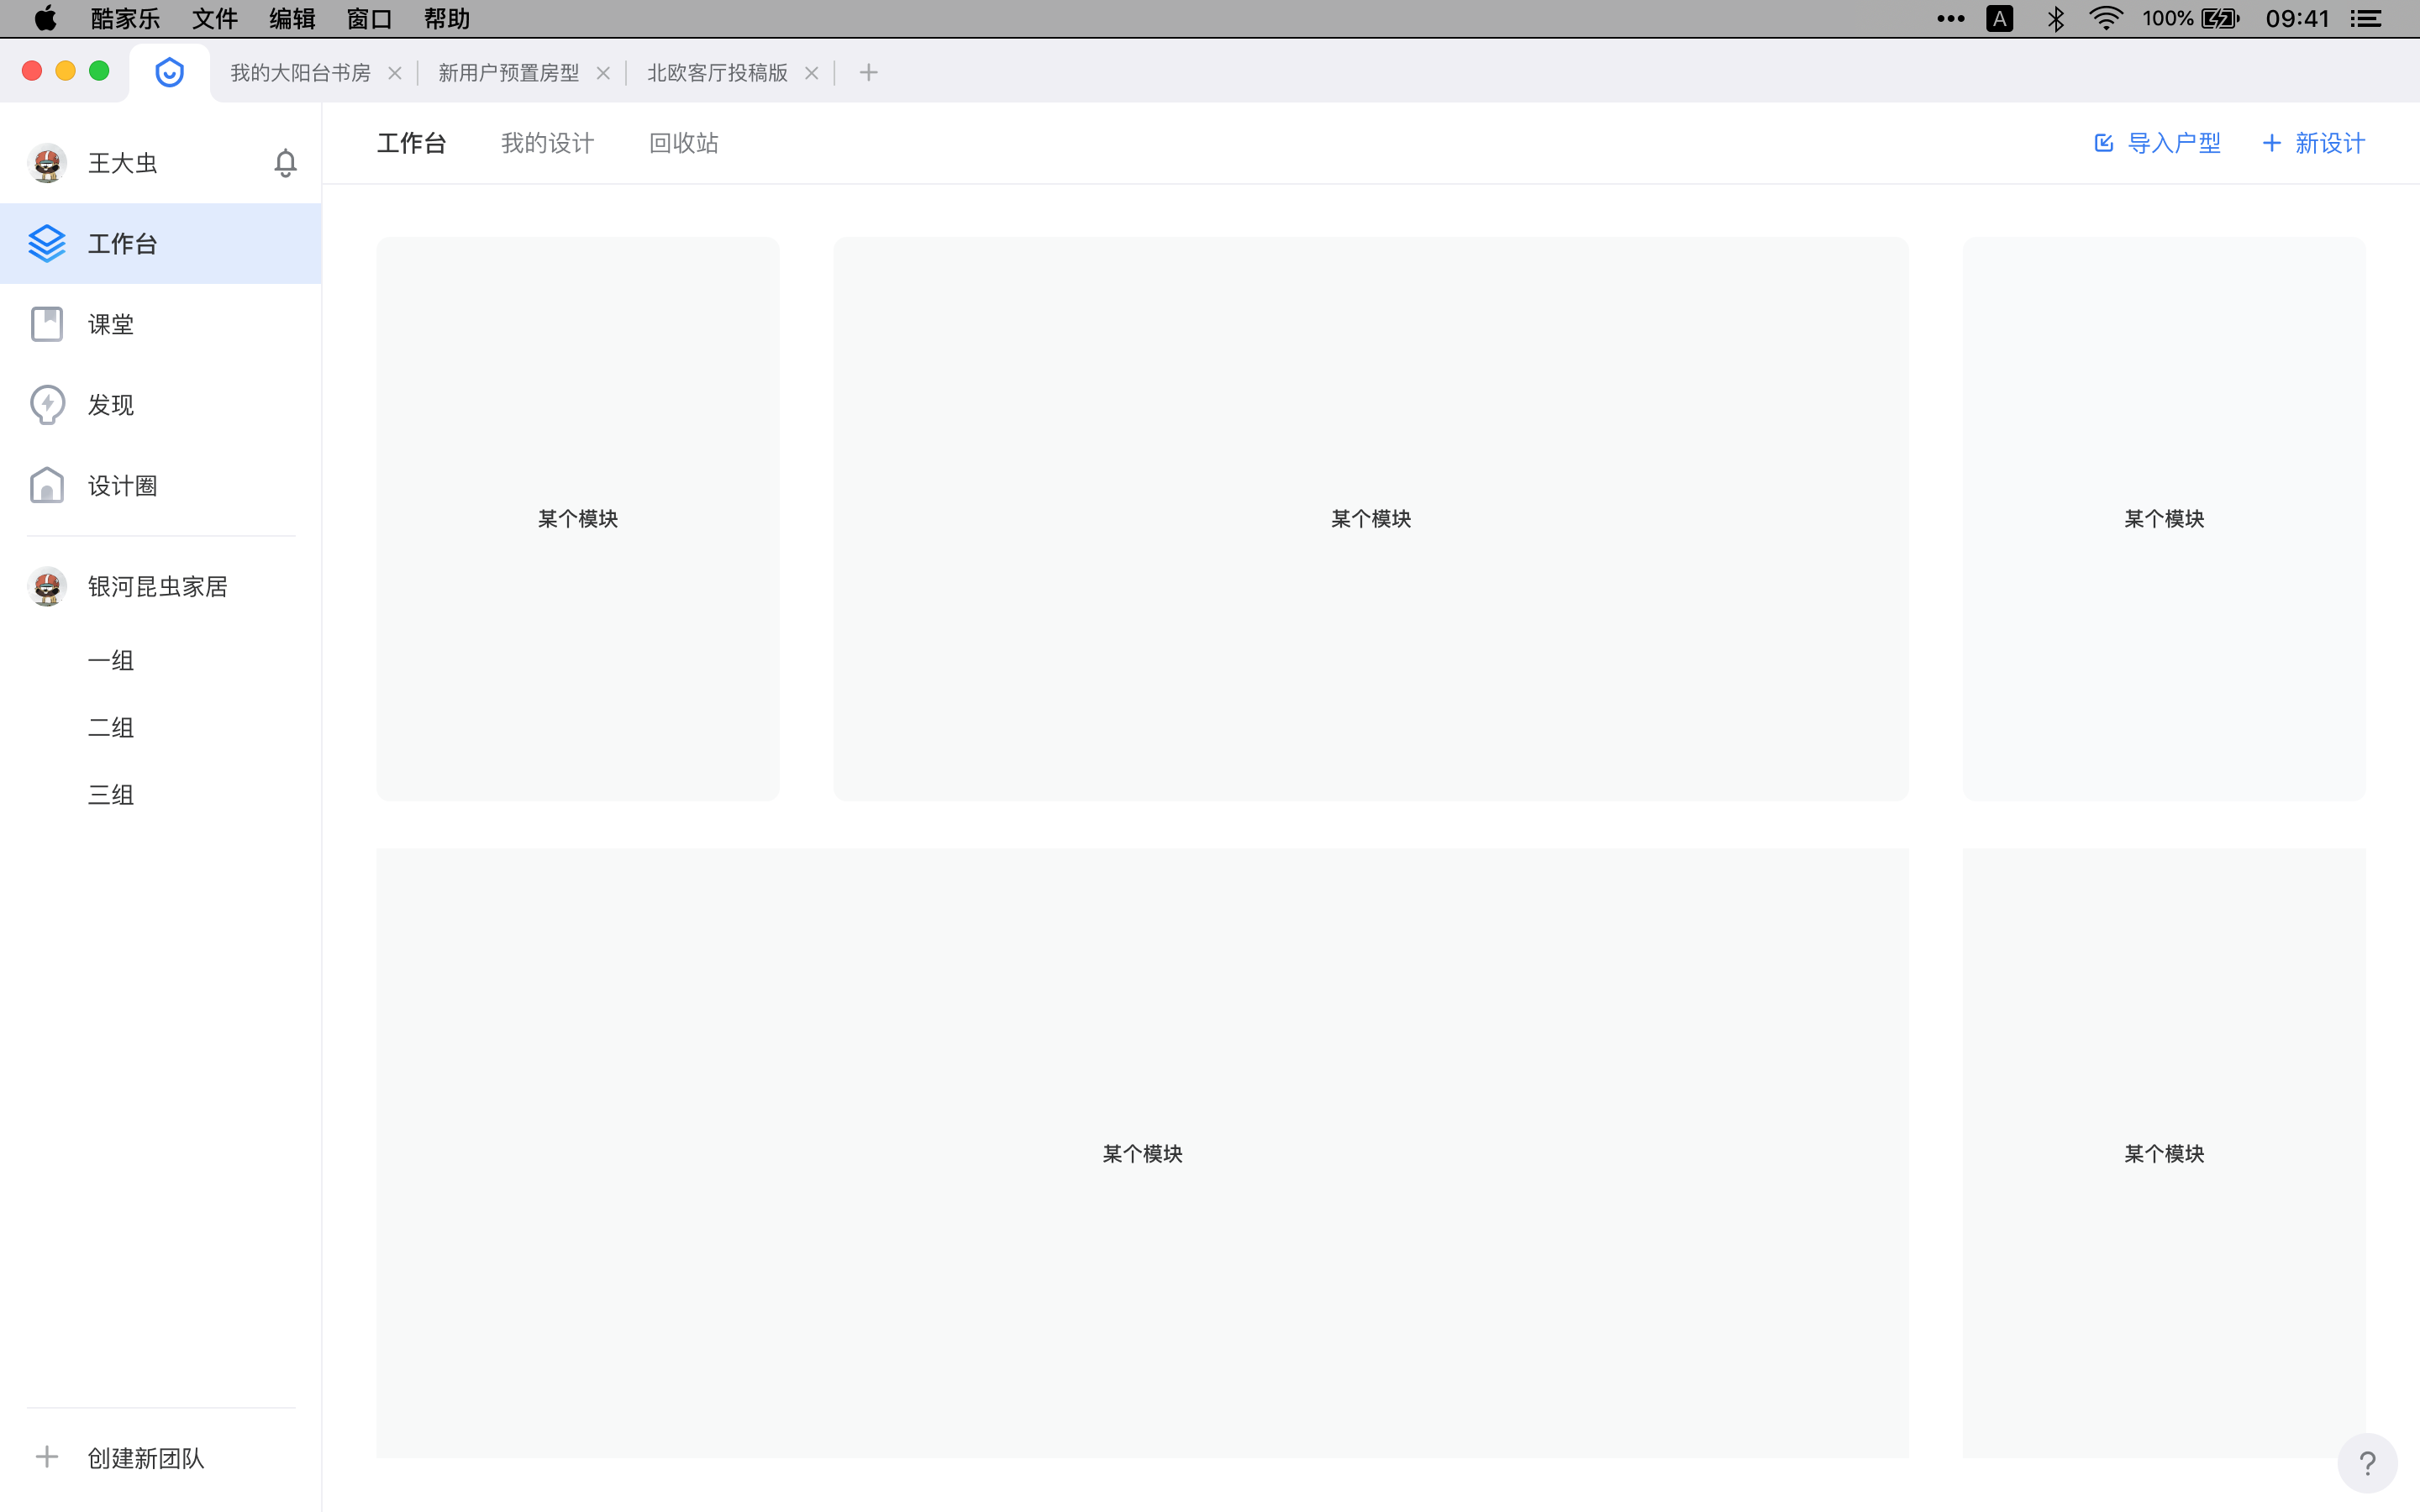 酷家乐 文件 编辑 窗口 帮助 A 100% 09:41
我的大阳台书房 新用户预置房型 北欧客厅投稿版
王大虫
工作台
课堂
发现
设计圈
银河昆虫家居
一组
二组
三组
创建新团队
工作台 我的设计 回收站 导入户型 新设计
某个模块 某个模块 某个模块
某个模块 某个模块
?